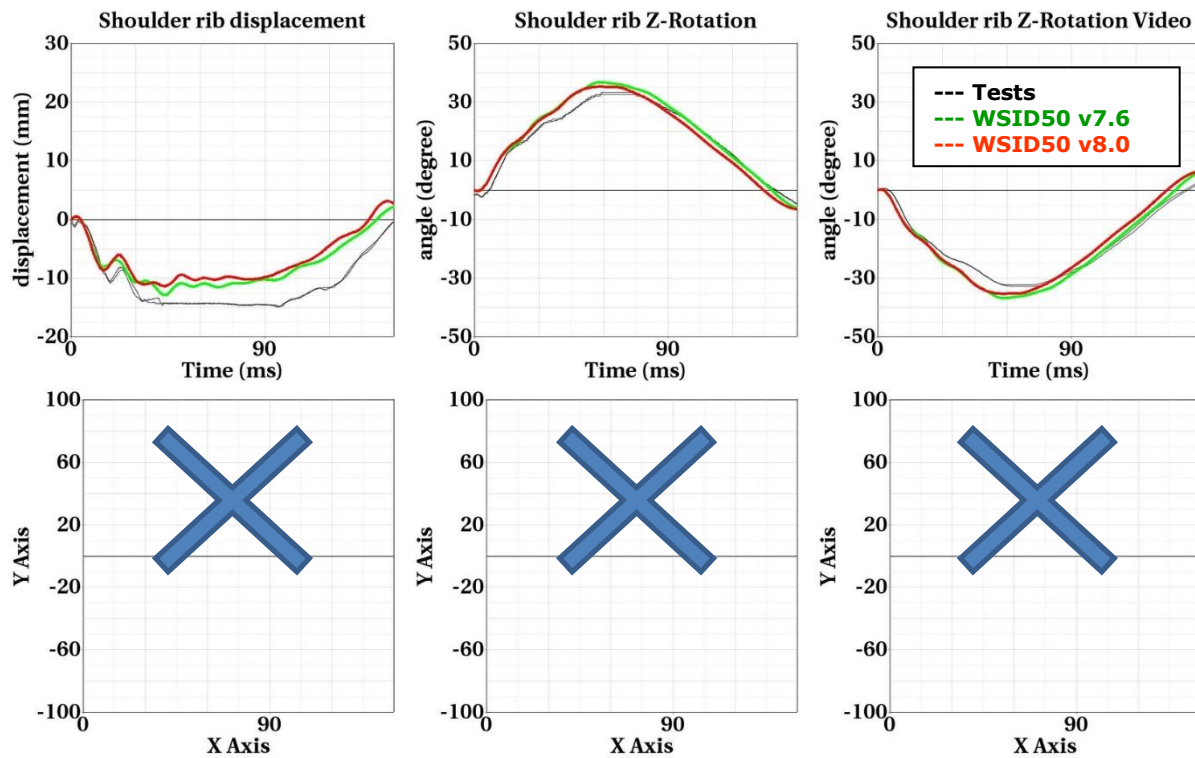 Shoulder rib displacement
30
20
10
0
-10
-20
displacement (mm)
0
90
Time (ms)
Shoulder rib Z-Rotation
50
30
10
-10
-30
-50
angle (degree)
0
90
Time (ms)
Shoulder rib Z-Rotation Video
50
30
10
-10
-30
-50
angle (degree)
0
90
Time (ms)
--- Tests
--- WSID50 v7.6
--- WSID50 v8.0
100
60
20
-20
-60
-100
Y Axis
0
90
X Axis
100
60
20
-20
-60
-100
Y Axis
0
90
X Axis
100
60
20
-20
-60
-100
Y Axis
0
90
X Axis